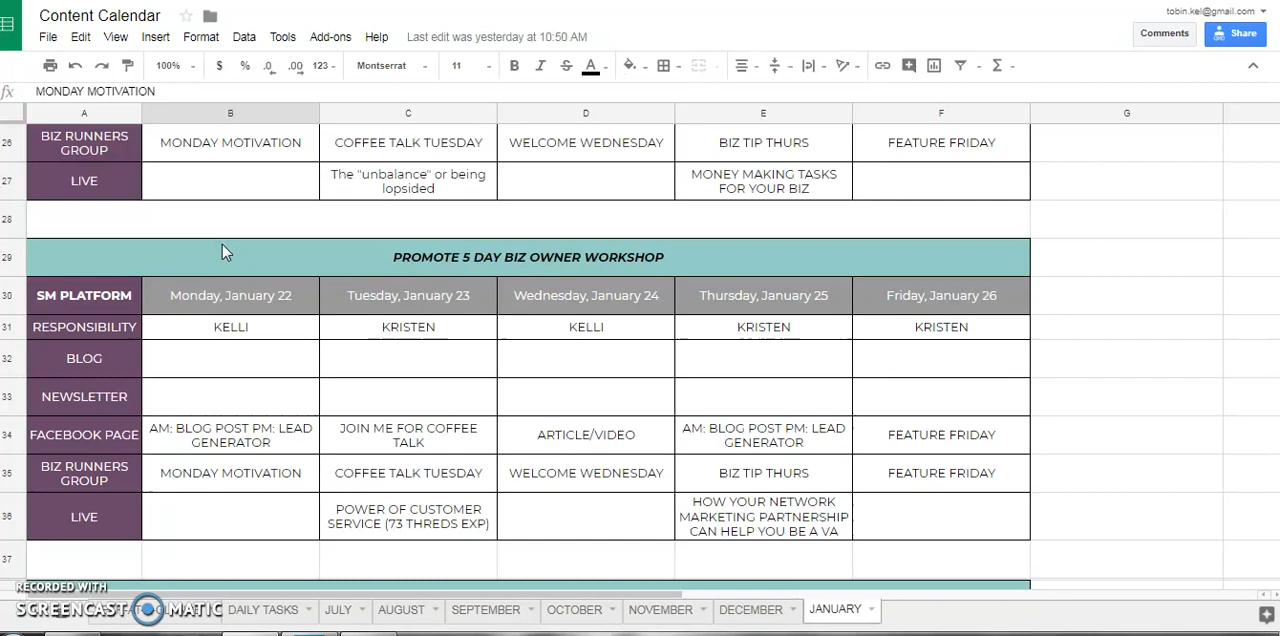 Content Calendar
tobin.kel@gmail.com
File Edit View Insert Format Data Tools Add-ons Help Last edit was yesterday at 10:50 AM
Comments Share
100% $ % .0 .00 123 Montserrat 11 B I S A
fx MONDAY MOTIVATION
A B C D E F G
26 BIZ RUNNERS GROUP MONDAY MOTIVATION COFFEE TALK TUESDAY WELCOME WEDNESDAY BIZ TIP THURS FEATURE FRIDAY
27 LIVE The "unbalance" or being lopsided MONEY MAKING TASKS FOR YOUR BIZ
28
29 PROMOTE 5 DAY BIZ OWNER WORKSHOP
30 SM PLATFORM Monday, January 22 Tuesday, January 23 Wednesday, January 24 Thursday, January 25 Friday, January 26
31 RESPONSIBILITY KELLI KRISTEN KELLI KRISTEN KRISTEN
32 BLOG
33 NEWSLETTER
34 FACEBOOK PAGE AM: BLOG POST PM: LEAD GENERATOR JOIN ME FOR COFFEE TALK ARTICLE/VIDEO AM: BLOG POST PM: LEAD GENERATOR FEATURE FRIDAY
35 BIZ RUNNERS GROUP MONDAY MOTIVATION COFFEE TALK TUESDAY WELCOME WEDNESDAY BIZ TIP THURS FEATURE FRIDAY
36 LIVE POWER OF CUSTOMER SERVICE (73 THREDS EXP) HOW YOUR NETWORK MARKETING PARTNERSHIP CAN HELP YOU BE A VA
37
RECORDED WITH
SCREENCAST-O-MATIC
DAILY TASKS JULY AUGUST SEPTEMBER OCTOBER NOVEMBER DECEMBER JANUARY